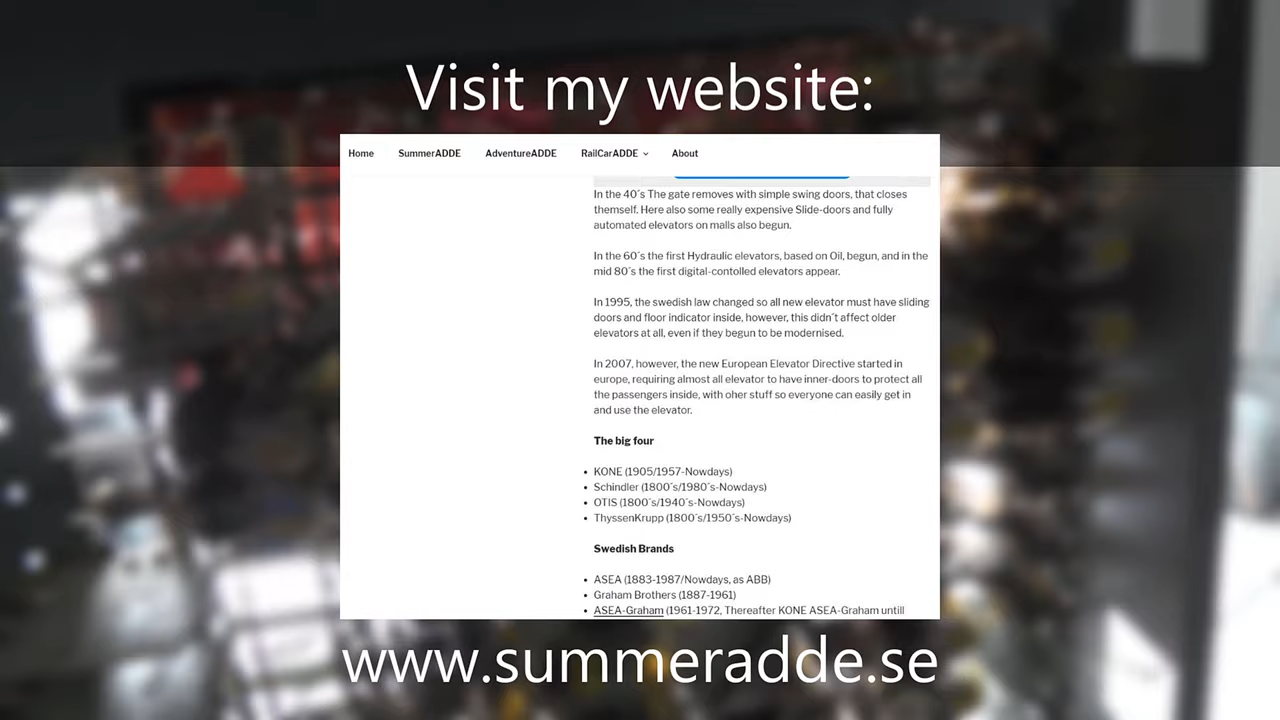 Visit my website:
Home SummerADDE AdventureADDE RailCarADDE About
In the 40´s The gate removes with simple swing doors, that closes
themself. Here also some really expensive Slide-doors and fully
automated elevators on malls also begun.
In the 60´s the first Hydraulic elevators, based on Oil, begun, and in the
mid 80´s the first digital-contolled elevators appear.
In 1995, the swedish law changed so all new elevator must have sliding
doors and floor indicator inside, however, this didn´t affect older
elevators at all, even if they begun to be modernised.
In 2007, however, the new European Elevator Directive started in
europe, requiring almost all elevator to have inner-doors to protect all
the passengers inside, with oher stuff so everyone can easily get in
and use the elevator.
The big four
• KONE (1905/1957-Nowdays)
• Schindler (1800´s/1980´s-Nowdays)
• OTIS (1800´s/1940´s-Nowdays)
• ThyssenKrupp (1800´s/1950´s-Nowdays)
Swedish Brands
• ASEA (1883-1987/Nowdays, as ABB)
• Graham Brothers (1887-1961)
• ASEA-Graham (1961-1972, Thereafter KONE ASEA-Graham untill
www.summeradde.se